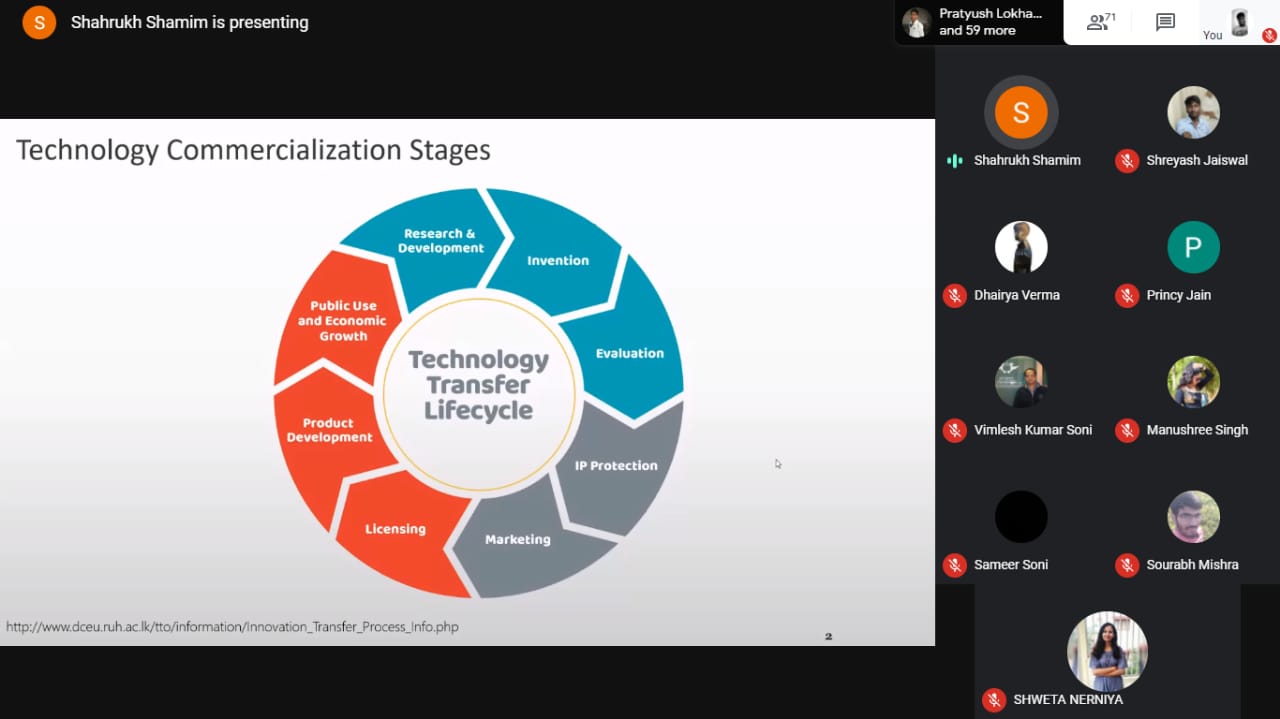 S
Shahrukh Shamim is presenting
Pratyush Lokha...
and 59 more
71
You
Technology Commercialization Stages
Research &
Development
Invention
Evaluation
IP Protection
Marketing
Licensing
Product
Development
Public Use
and Economic
Growth
Technology
Transfer
Lifecycle
http://www.dceu.ruh.ac.lk/tto/information/Innovation_Transfer_Process_Info.php
2
S
Shahrukh Shamim
Shreyash Jaiswal
Dhairya Verma
P
Princy Jain
Vimlesh Kumar Soni
Manushree Singh
Sameer Soni
Sourabh Mishra
SHWETA NERNIYA